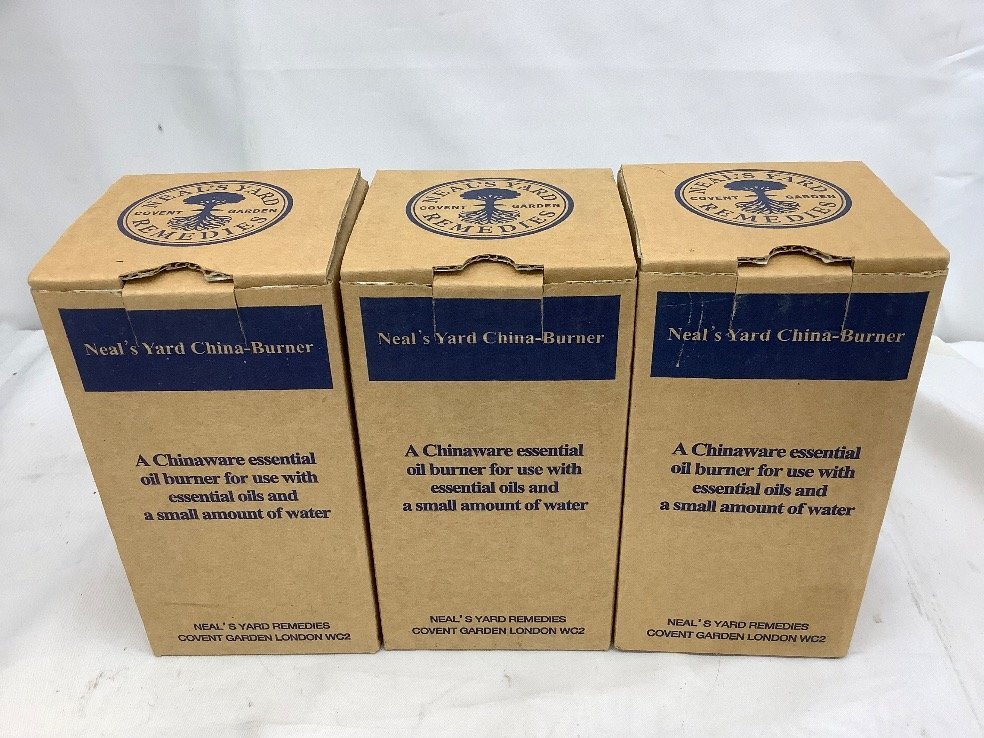 NEAL'S YARD
COVENT GARDEN
REMEDIES
Neal's Yard China-Burner
A Chinaware essential
oil burner for use with
essential oils and
a small amount of water
NEAL'S YARD REMEDIES
COVENT GARDEN LONDON WC2
NEAL'S YARD
COVENT GARDEN
REMEDIES
Neal's Yard China-Burner
A Chinaware essential
oil burner for use with
essential oils and
a small amount of water
NEAL'S YARD REMEDIES
COVENT GARDEN LONDON WC2
NEAL'S YARD
COVENT GARDEN
REMEDIES
Neal's Yard China-Burner
A Chinaware essential
oil burner for use with
essential oils and
a small amount of water
NEAL'S YARD REMEDIES
COVENT GARDEN LONDON WC2